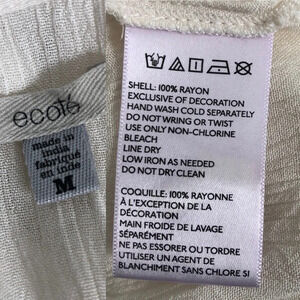 ecoté
made in
india
fabriqué
en inde
M
SHELL: 100% RAYON
EXCLUSIVE OF DECORATION
HAND WASH COLD SEPARATELY
DO NOT WRING OR TWIST
USE ONLY NON-CHLORINE
BLEACH
LINE DRY
LOW IRON AS NEEDED
DO NOT DRY CLEAN
COQUILLE: 100% RAYONNE
À L'EXCEPTION DE LA
DÉCORATION
MAIN FROIDE DE LAVAGE
SÉPARÉMENT
NE PAS ESSORER OU TORDRE
UTILISER UN AGENT DE
BLANCHIMENT SANS CHLORE SI